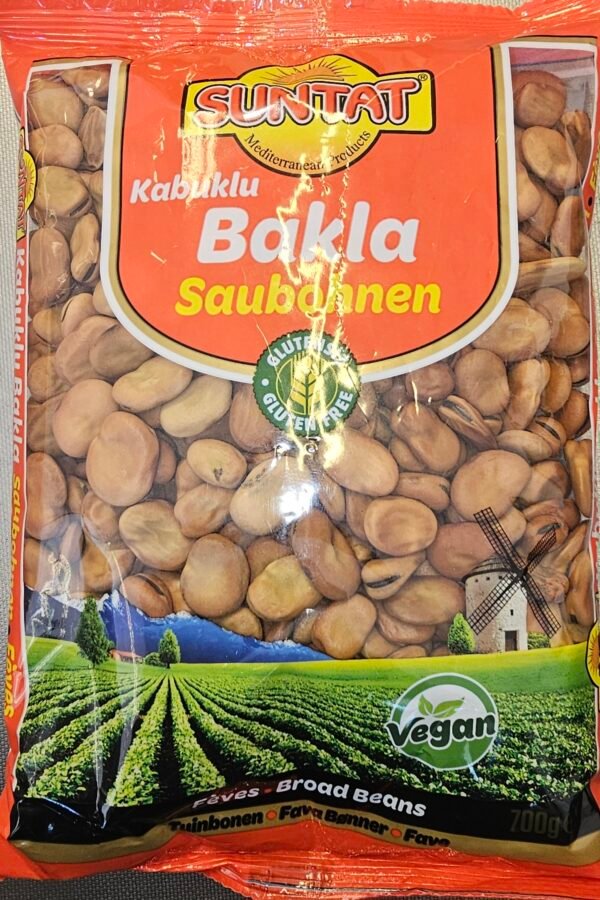 SUNTAT®
Mediterranean Products
Kabuklu
Bakla
Saubohnen
GLUTENSIZ
GLUTEN FREE
Vegan
Fèves • Broad Beans
Tuinbonen • Fava Bønner • Fave
700g
Kabuklu Bakla